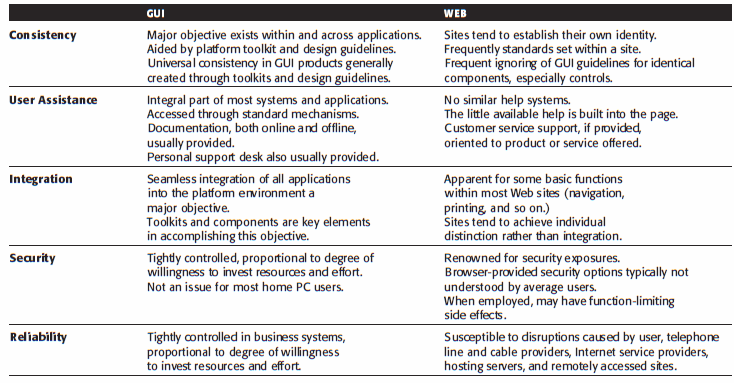 GUI WEB
Consistency
Major objective exists within and across applications.
Aided by platform toolkit and design guidelines.
Universal consistency in GUI products generally
created through toolkits and design guidelines.
Sites tend to establish their own identity.
Frequently standards set within a site.
Frequent ignoring of GUI guidelines for identical
components, especially controls.
User Assistance
Integral part of most systems and applications.
Accessed through standard mechanisms.
Documentation, both online and offline,
usually provided.
Personal support desk also usually provided.
No similar help systems.
The little available help is built into the page.
Customer service support, if provided,
oriented to product or service offered.
Integration
Seamless integration of all applications
into the platform environment a
major objective.
Toolkits and components are key elements
in accomplishing this objective.
Apparent for some basic functions
within most Web sites (navigation,
printing, and so on.)
Sites tend to achieve individual
distinction rather than integration.
Security
Tightly controlled, proportional to degree of
willingness to invest resources and effort.
Not an issue for most home PC users.
Renowned for security exposures.
Browser-provided security options typically not
understood by average users.
When employed, may have function-limiting
side effects.
Reliability
Tightly controlled in business systems,
proportional to degree of willingness
to invest resources and effort.
Susceptible to disruptions caused by user, telephone
line and cable providers, Internet service providers,
hosting servers, and remotely accessed sites.